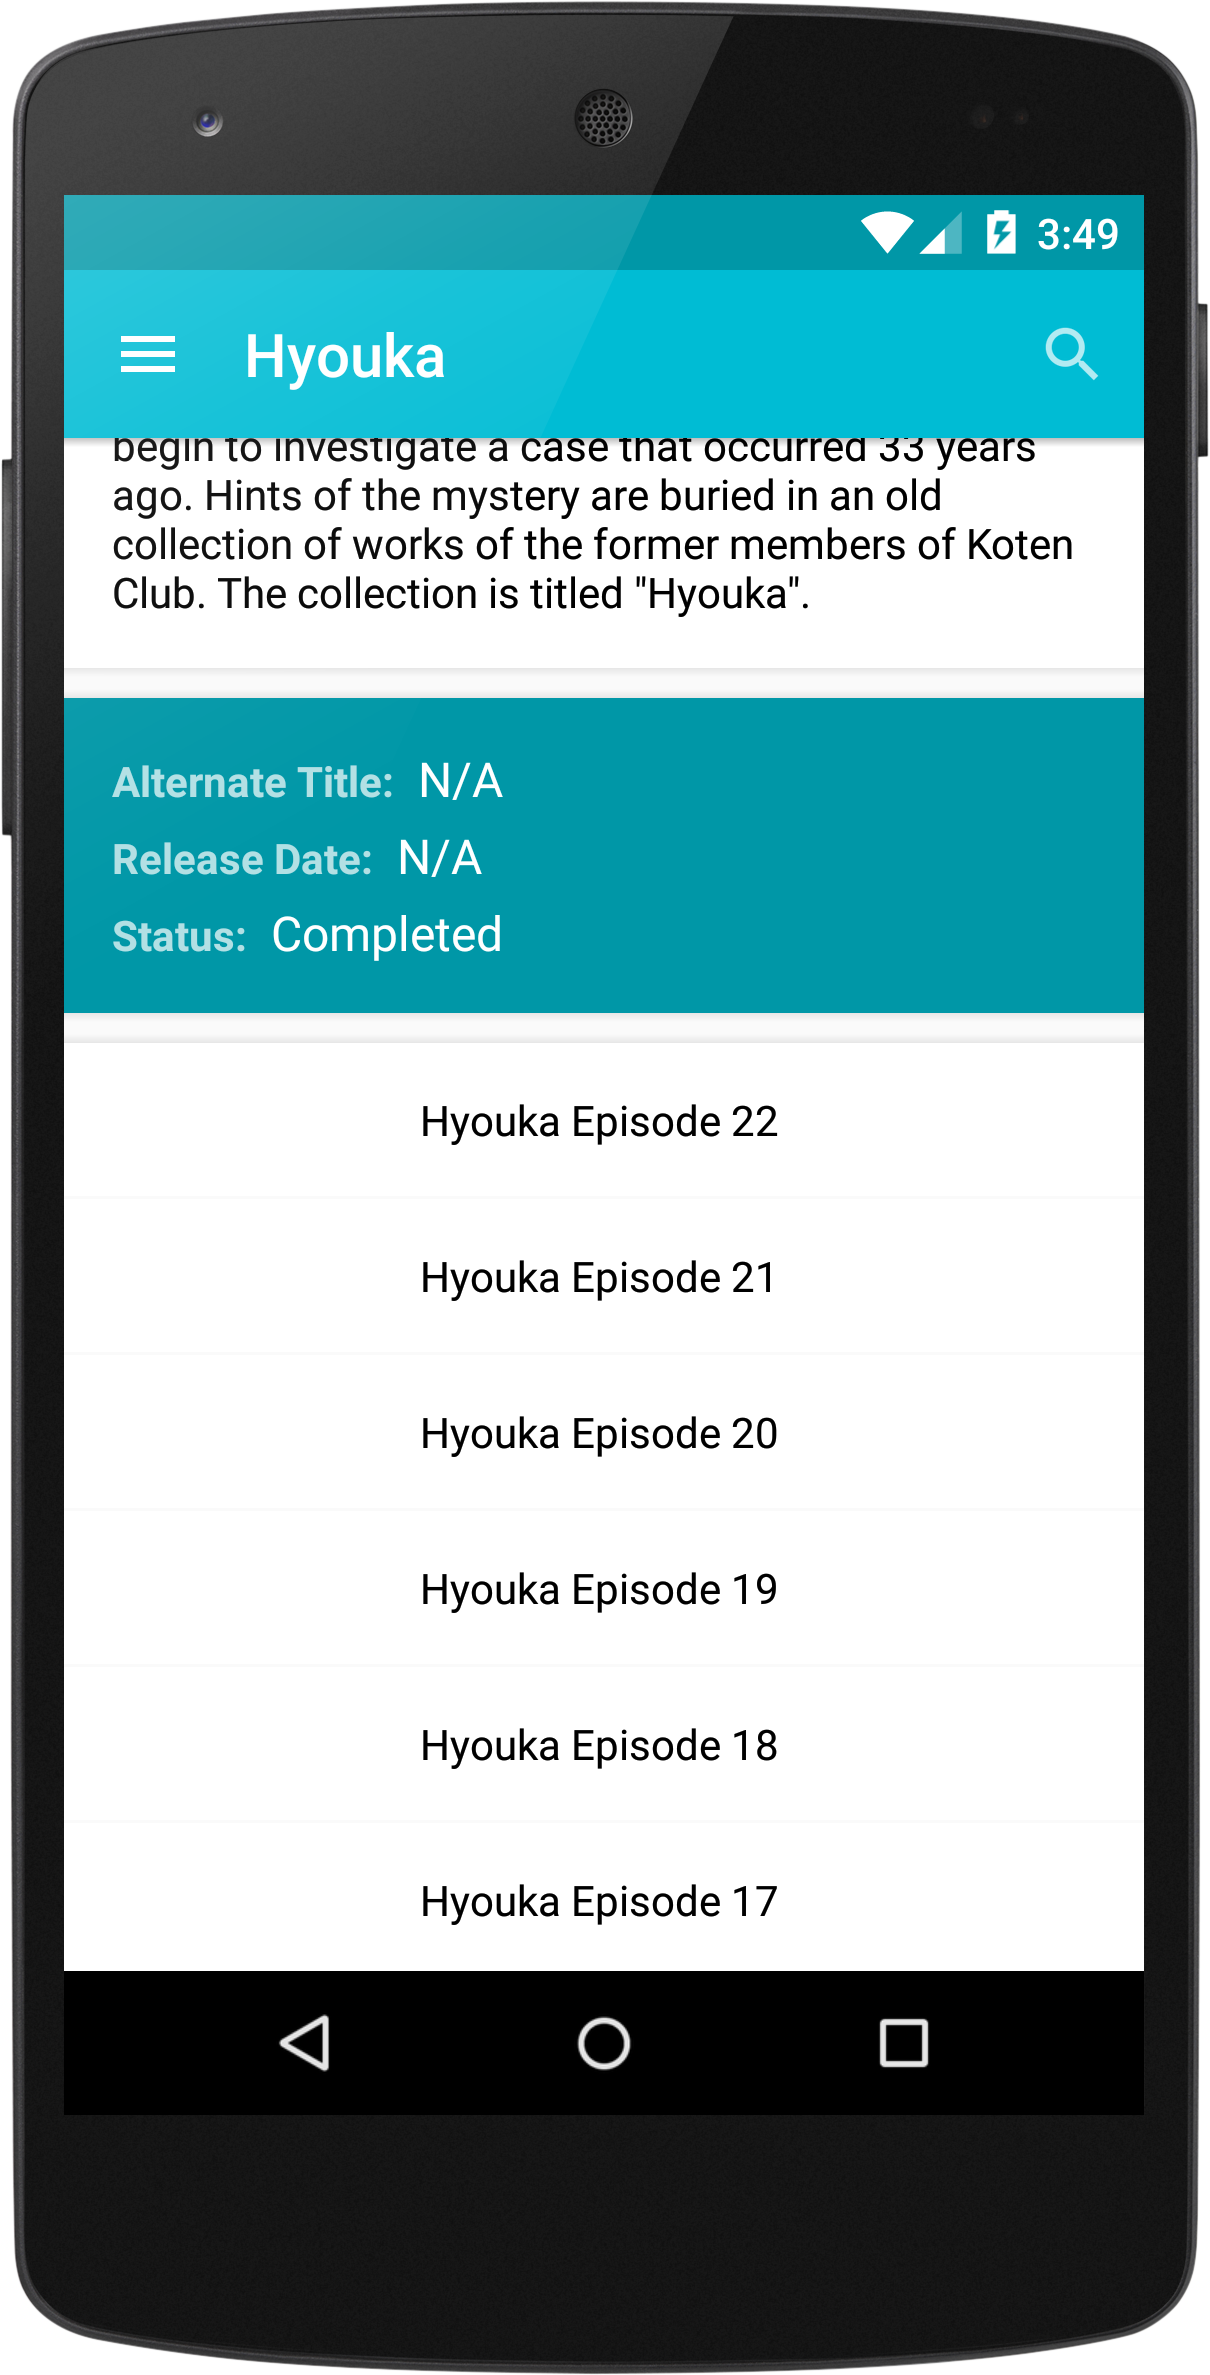 3:49
Hyouka
begin to investigate a case that occurred 33 years
ago. Hints of the mystery are buried in an old
collection of works of the former members of Koten
Club. The collection is titled "Hyouka".
Alternate Title: N/A
Release Date: N/A
Status: Completed
Hyouka Episode 22
Hyouka Episode 21
Hyouka Episode 20
Hyouka Episode 19
Hyouka Episode 18
Hyouka Episode 17